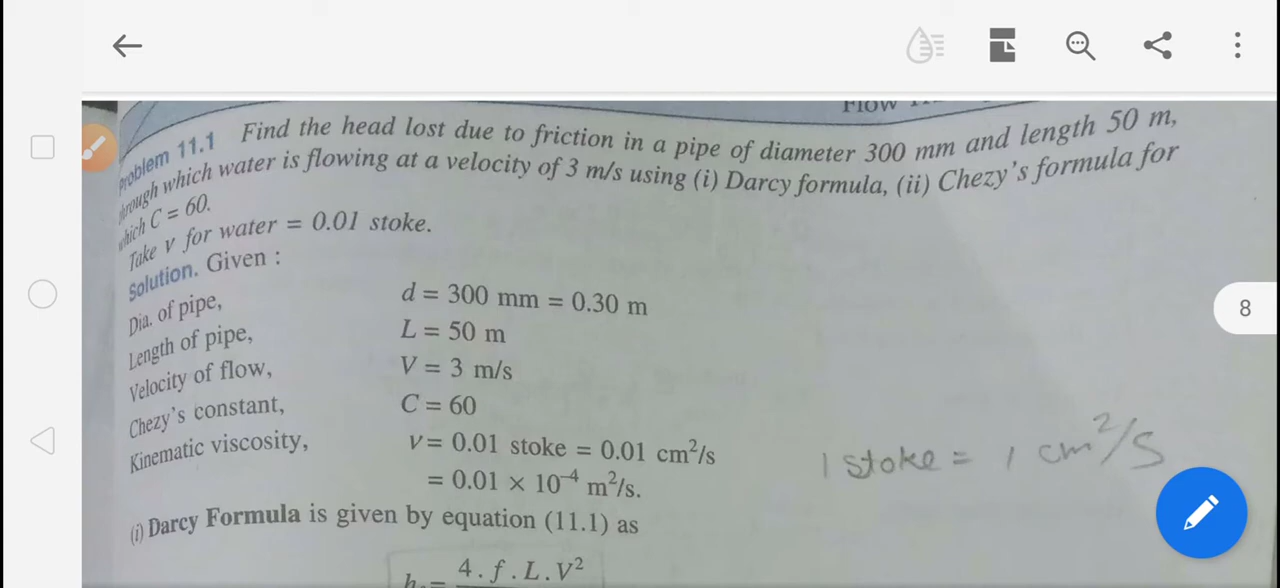 8
Problem 11.1 Find the head lost due to friction in a pipe of diameter 300 mm and length 50 m,
through which water is flowing at a velocity of 3 m/s using (i) Darcy formula, (ii) Chezy's formula for
which C = 60.
Take ν for water = 0.01 stoke.
Solution. Given :
Dia. of pipe, d = 300 mm = 0.30 m
Length of pipe, L = 50 m
Velocity of flow, V = 3 m/s
Chezy's constant, C = 60
Kinematic viscosity, ν = 0.01 stoke = 0.01 cm²/s
= 0.01 × 10⁻⁴ m²/s.
1 stoke = 1 cm²/s
(i) Darcy Formula is given by equation (11.1) as
4 . f . L . V²